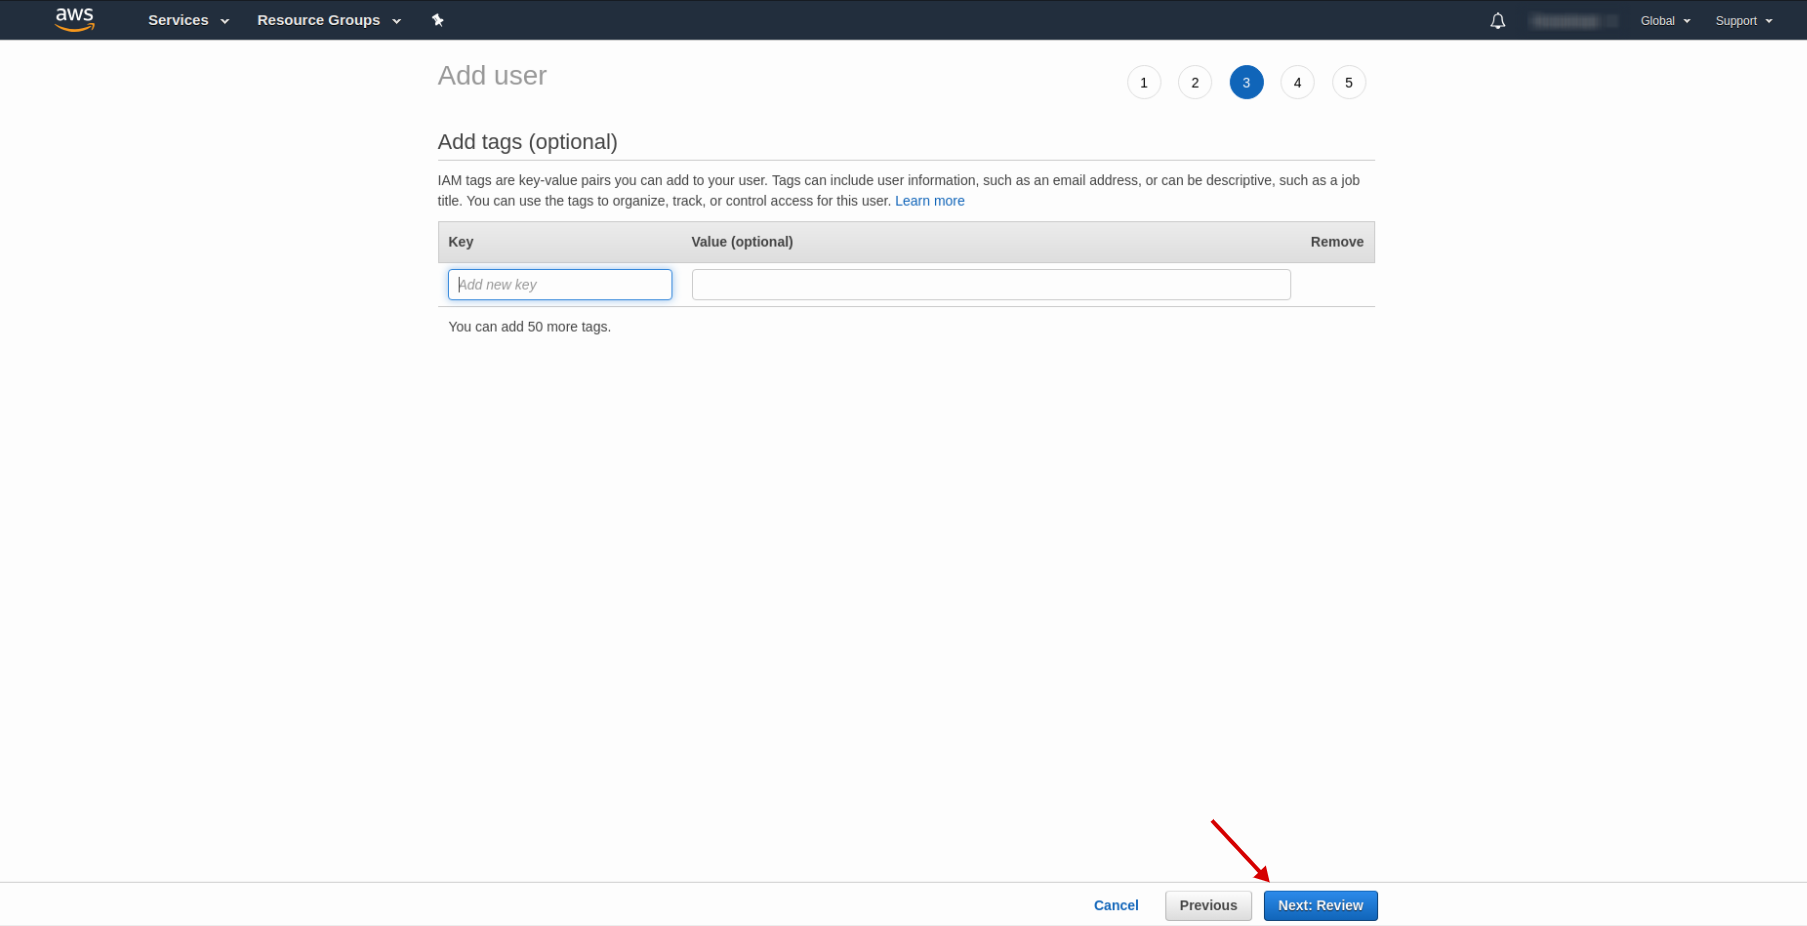 aws Services Resource Groups Global Support
Add user 1 2 3 4 5
Add tags (optional)
IAM tags are key-value pairs you can add to your user. Tags can include user information, such as an email address, or can be descriptive, such as a job
title. You can use the tags to organize, track, or control access for this user. Learn more
Key Value (optional) Remove
Add new key
You can add 50 more tags.
Cancel Previous Next: Review